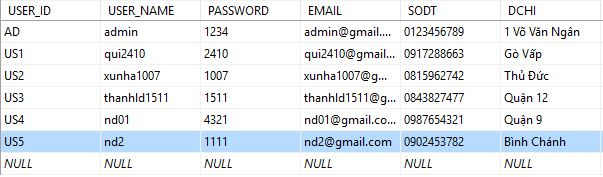 USER_ID USER_NAME PASSWORD EMAIL SODT DCHI
AD admin 1234 admin@gmail.... 0123456789 1 Võ Văn Ngân
US1 qui2410 2410 qui2410@gmail... 0917288663 Gò Vấp
US2 xunha1007 1007 xunha1007@g... 0815962742 Thủ Đức
US3 thanhld1511 1511 thanhld1511@... 0843827477 Quận 12
US4 nd01 4321 nd01@gmail.co... 0987654321 Quận 9
US5 nd2 1111 nd2@gmail.com 0902453782 Bình Chánh
NULL NULL NULL NULL NULL NULL